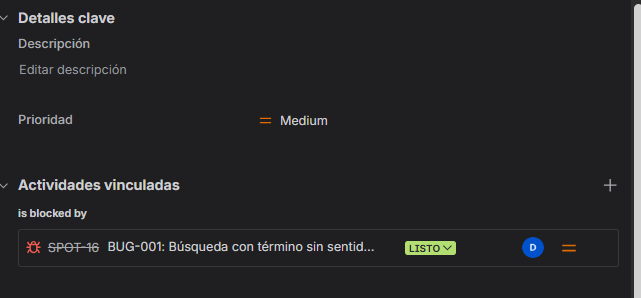 Detalles clave
Descripción
Editar descripción
Prioridad
Medium
Actividades vinculadas
is blocked by
SPOT-16 BUG-001: Búsqueda con término sin sentid... LISTO D